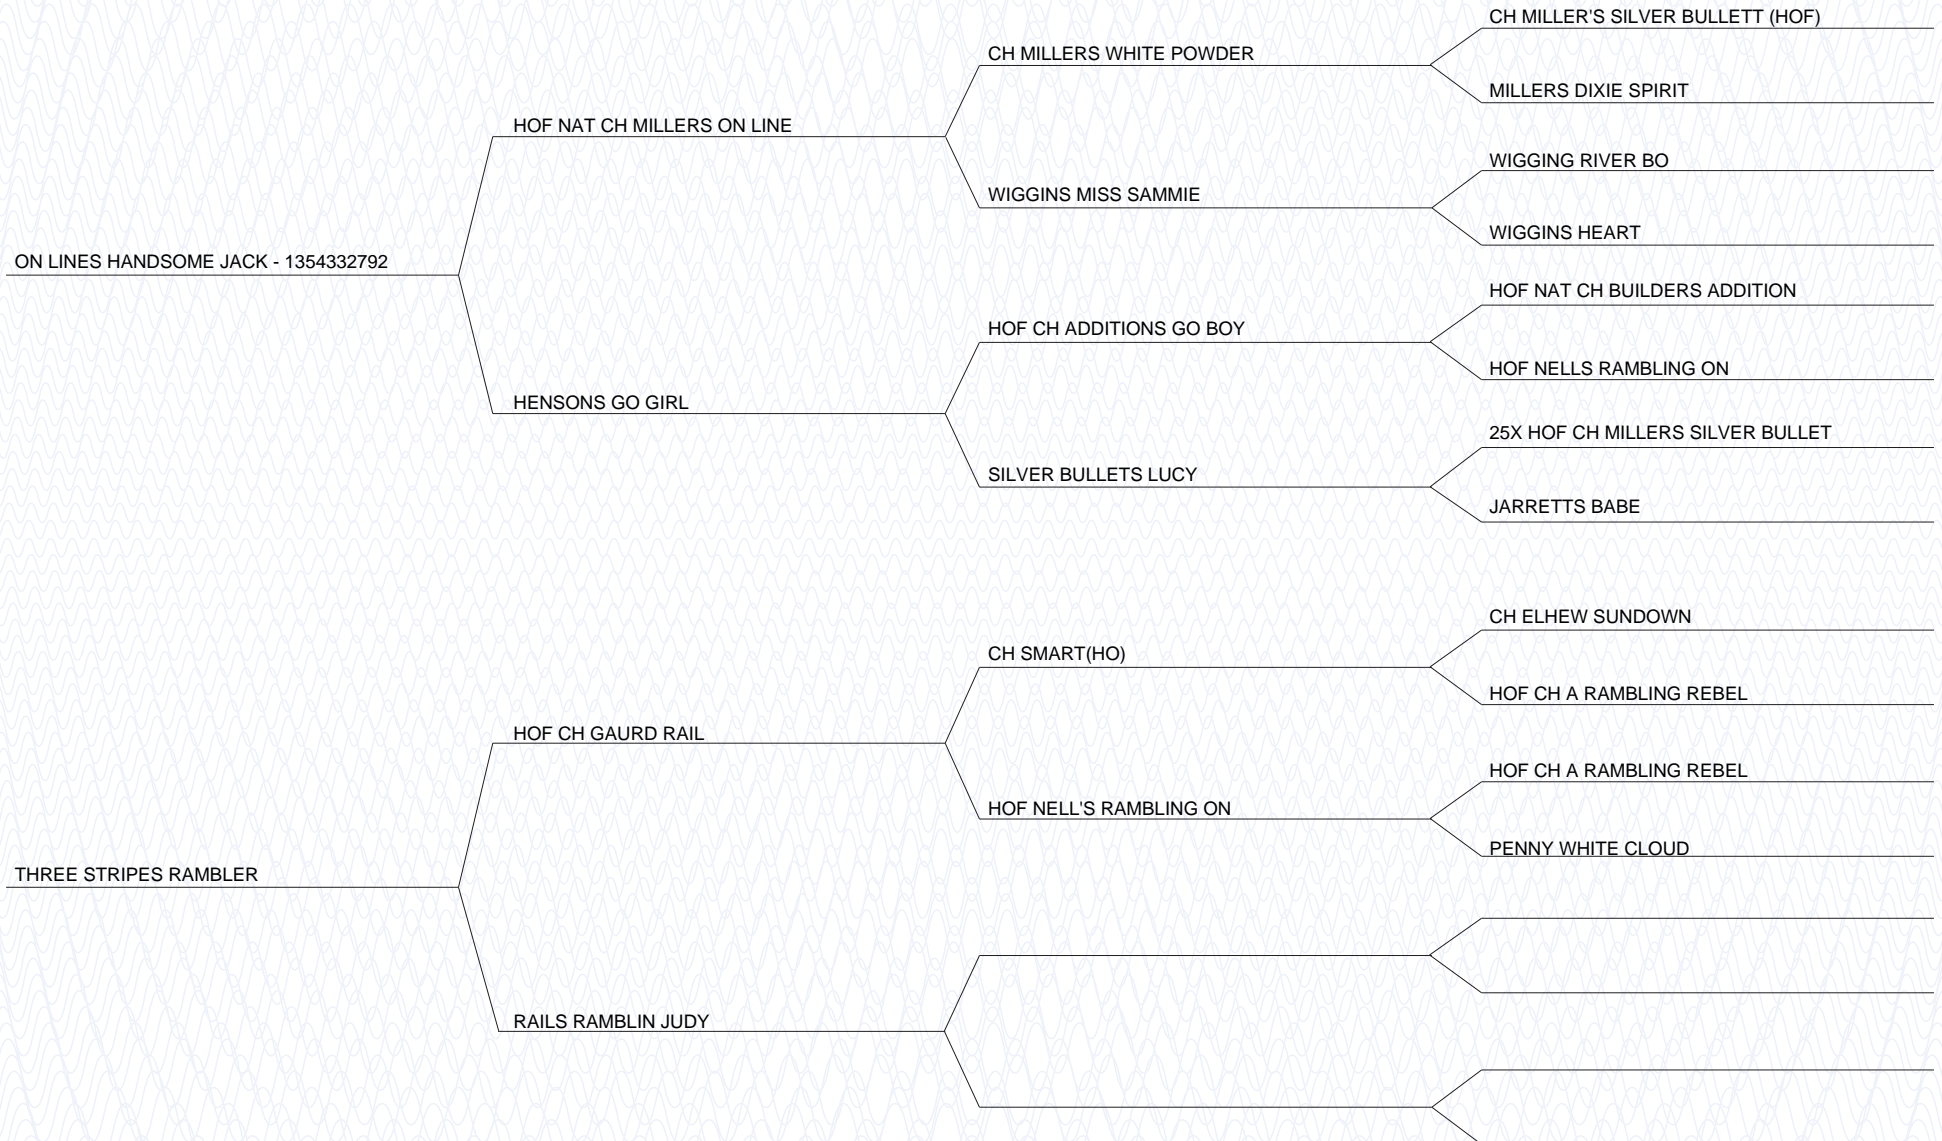 CH MILLER'S SILVER BULLETT (HOF)
CH MILLERS WHITE POWDER
MILLERS DIXIE SPIRIT
HOF NAT CH MILLERS ON LINE
WIGGING RIVER BO
WIGGINS MISS SAMMIE
WIGGINS HEART
ON LINES HANDSOME JACK - 1354332792
HOF NAT CH BUILDERS ADDITION
HOF CH ADDITIONS GO BOY
HOF NELLS RAMBLING ON
HENSONS GO GIRL
25X HOF CH MILLERS SILVER BULLET
SILVER BULLETS LUCY
JARRETTS BABE
CH ELHEW SUNDOWN
CH SMART(HO)
HOF CH A RAMBLING REBEL
HOF CH GAURD RAIL
HOF CH A RAMBLING REBEL
HOF NELL'S RAMBLING ON
PENNY WHITE CLOUD
THREE STRIPES RAMBLER
RAILS RAMBLIN JUDY